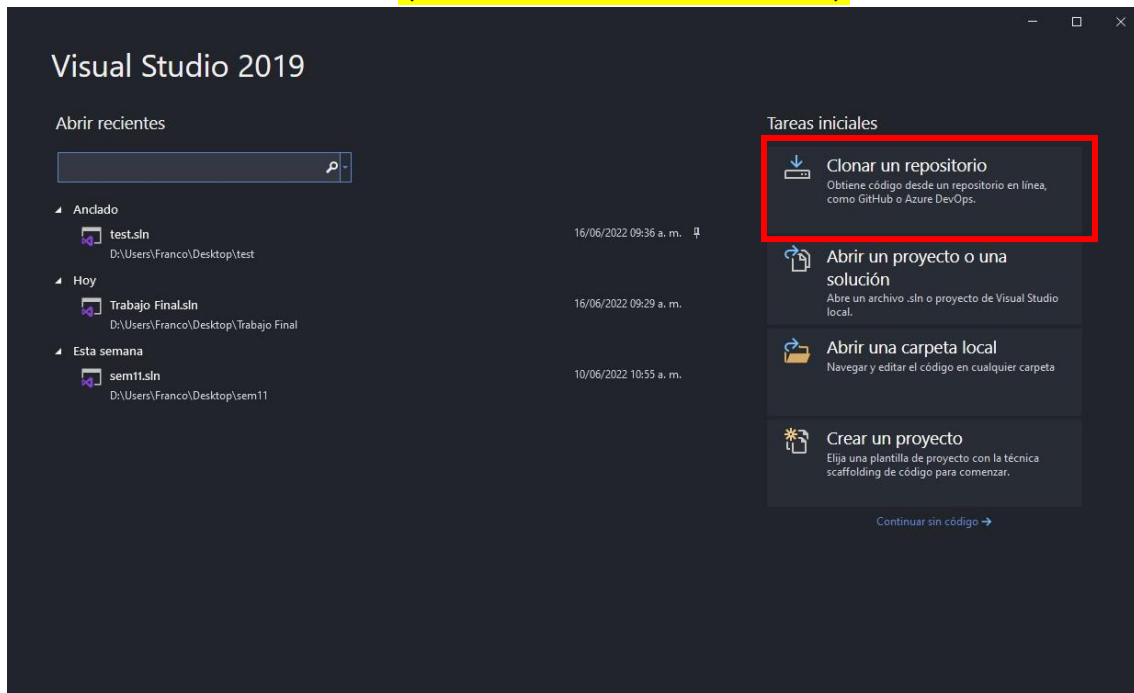 Visual Studio 2019
Abrir recientes
Anclado
test.sln
16/06/2022 09:36 a. m.
D:\Users\Franco\Desktop\test
Hoy
Trabajo Final.sln
16/06/2022 09:29 a. m.
D:\Users\Franco\Desktop\Trabajo Final
Esta semana
sem11.sln
10/06/2022 10:55 a. m.
D:\Users\Franco\Desktop\sem11
Tareas iniciales
Clonar un repositorio
Obtiene código desde un repositorio en línea,
como GitHub o Azure DevOps.
Abrir un proyecto o una
solución
Abre un archivo .sln o proyecto de Visual Studio
local.
Abrir una carpeta local
Navegar y editar el código en cualquier carpeta
Crear un proyecto
Elija una plantilla de proyecto con la técnica
scaffolding de código para comenzar.
Continuar sin código →